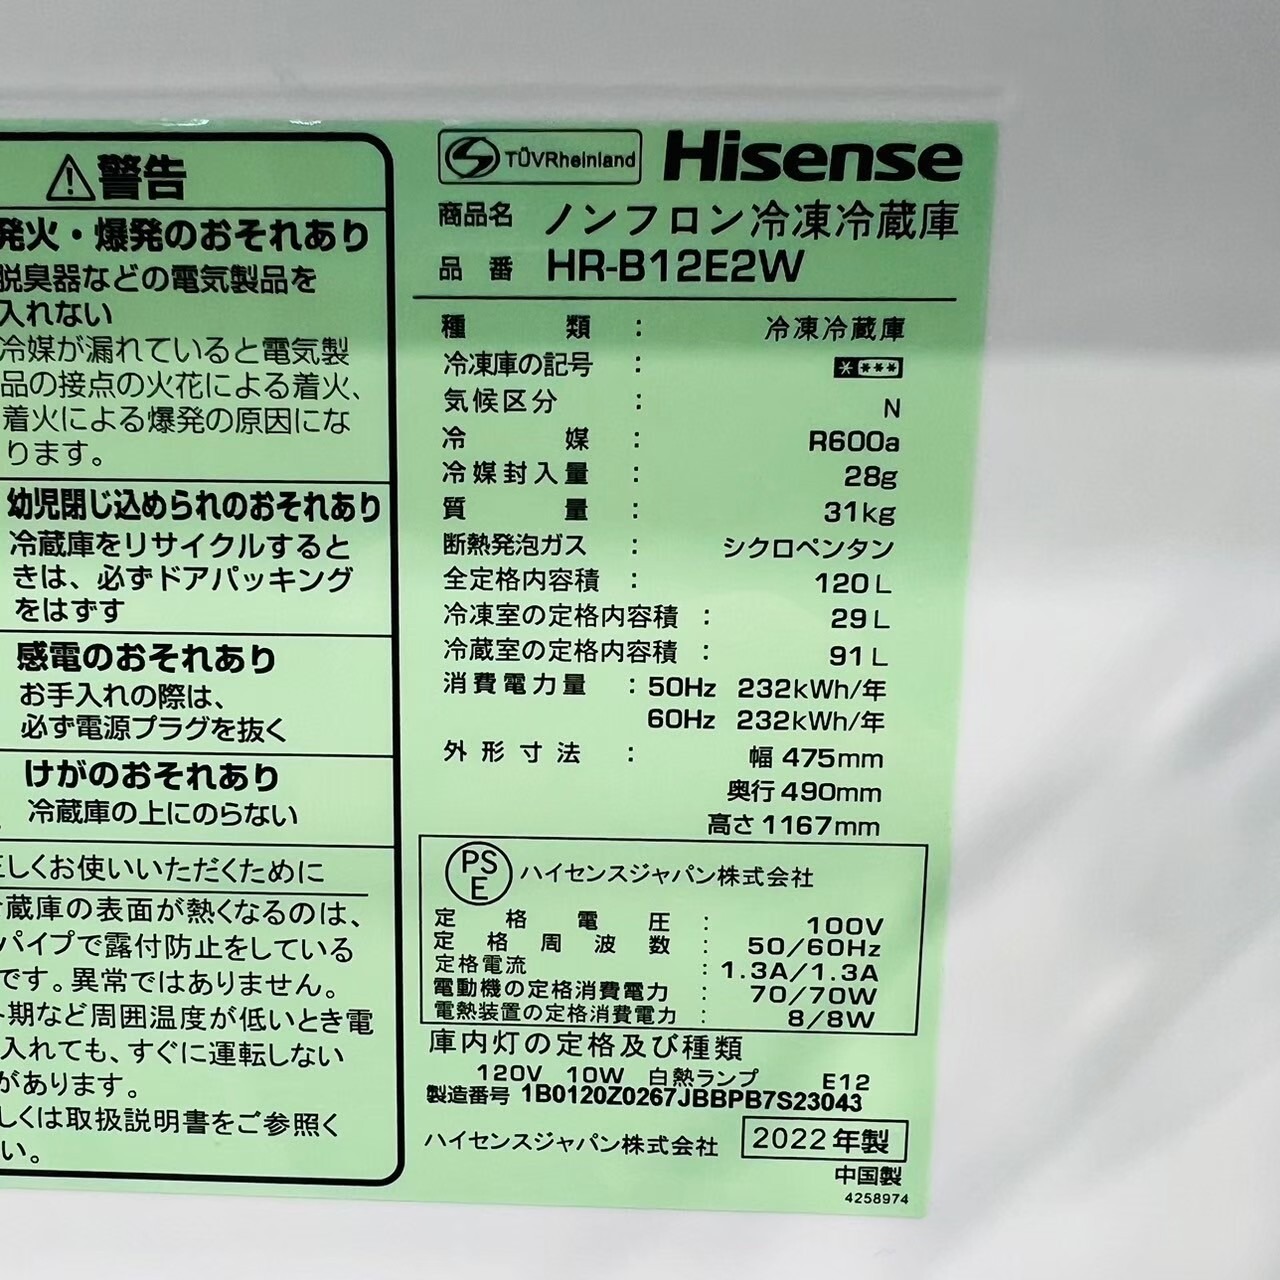 警告
発火・爆発のおそれあり
脱臭器などの電気製品を
入れない
冷媒が漏れていると電気製
品の接点の火花による着火、
着火による爆発の原因にな
ります。
幼児閉じ込められのおそれあり
冷蔵庫をリサイクルすると
きは、必ずドアパッキング
をはずす
感電のおそれあり
お手入れの際は、
必ず電源プラグを抜く
けがのおそれあり
冷蔵庫の上にのらない
正しくお使いいただくために
蔵庫の表面が熱くなるのは、
パイプで露付防止をしている
です。異常ではありません。
期など周囲温度が低いとき電
入れても、すぐに運転しない
があります。
しくは取扱説明書をご参照く
い。
TÜVRheinland Hisense
商品名 ノンフロン冷凍冷蔵庫
品番 HR-B12E2W
種類 : 冷凍冷蔵庫
冷凍庫の記号 : * ***
気候区分 : N
冷媒 : R600a
冷媒封入量 : 28g
質量 : 31kg
断熱発泡ガス : シクロペンタン
全定格内容積 : 120L
冷凍室の定格内容積 : 29L
冷蔵室の定格内容積 : 91L
消費電力量 : 50Hz 232kWh/年
60Hz 232kWh/年
外形寸法 : 幅 475mm
奥行 490mm
高さ 1167mm
PSE ハイセンスジャパン株式会社
定格電圧 : 100V
定格周波数 : 50/60Hz
定格電流 : 1.3A/1.3A
電動機の定格消費電力 : 70/70W
電熱装置の定格消費電力 : 8/8W
庫内灯の定格及び種類
120V 10W 白熱ランプ E12
製造番号 1B0120Z0267JBBPB7S23043
ハイセンスジャパン株式会社 2022年製
中国製
4258974